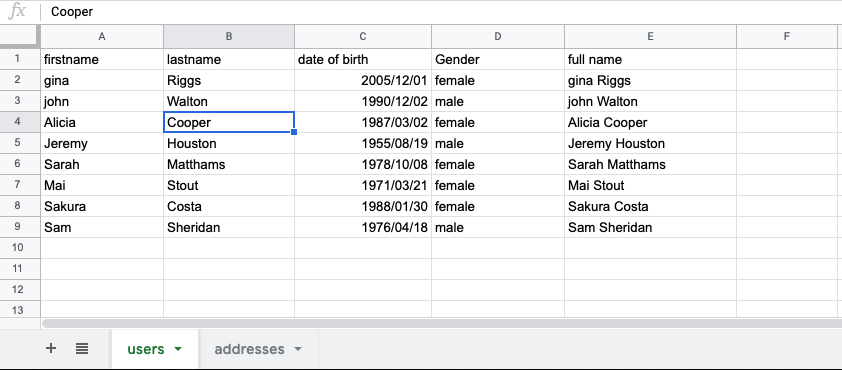 fx Cooper
A B C D E F
1 firstname lastname date of birth Gender full name
2 gina Riggs 2005/12/01 female gina Riggs
3 john Walton 1990/12/02 male john Walton
4 Alicia Cooper 1987/03/02 female Alicia Cooper
5 Jeremy Houston 1955/08/19 male Jeremy Houston
6 Sarah Matthams 1978/10/08 female Sarah Matthams
7 Mai Stout 1971/03/21 female Mai Stout
8 Sakura Costa 1988/01/30 female Sakura Costa
9 Sam Sheridan 1976/04/18 male Sam Sheridan
10
11
12
13
+ users addresses